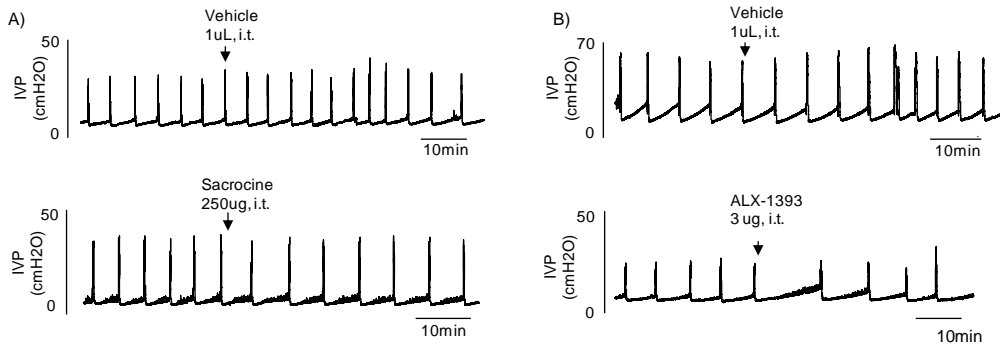 A)
Vehicle
1uL, i.t.
50
IVP
(cmH2O)
0
10min
Sacrocine
250ug, i.t.
50
IVP
(cmH2O)
0
10min
B)
Vehicle
1uL, i.t.
70
IVP
(cmH2O)
0
10min
ALX-1393
3 ug, i.t.
50
IVP
(cmH2O)
0
10min